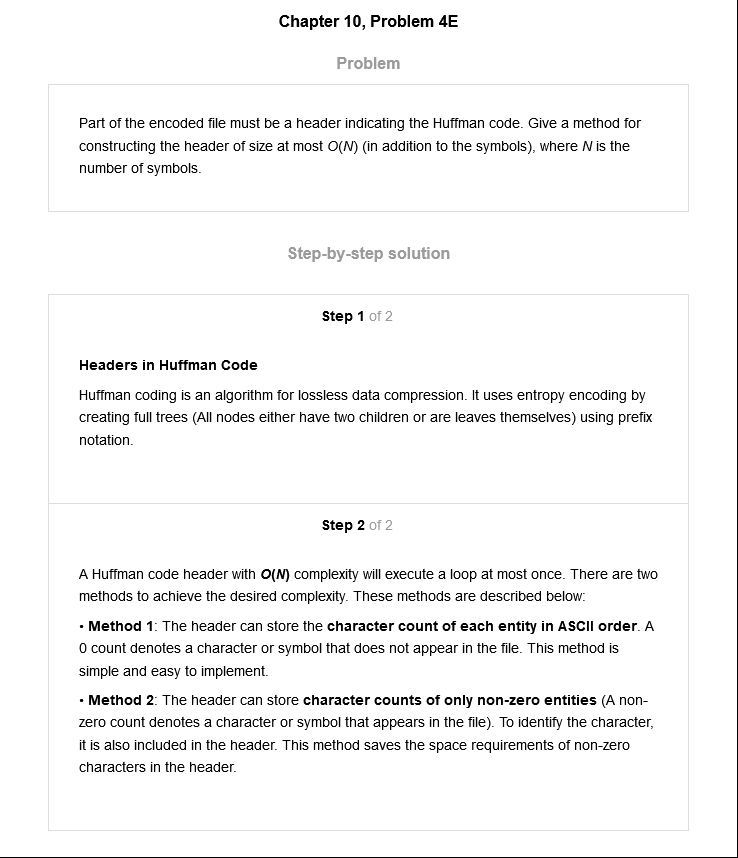 Chapter 10, Problem 4E
Problem
Part of the encoded file must be a header indicating the Huffman code. Give a method for
constructing the header of size at most O(N) (in addition to the symbols), where N is the
number of symbols.
Step-by-step solution
Step 1 of 2
Headers in Huffman Code
Huffman coding is an algorithm for lossless data compression. It uses entropy encoding by
creating full trees (All nodes either have two children or are leaves themselves) using prefix
notation.
Step 2 of 2
A Huffman code header with O(N) complexity will execute a loop at most once. There are two
methods to achieve the desired complexity. These methods are described below:
• Method 1: The header can store the character count of each entity in ASCII order. A
0 count denotes a character or symbol that does not appear in the file. This method is
simple and easy to implement.
• Method 2: The header can store character counts of only non-zero entities (A non-
zero count denotes a character or symbol that appears in the file). To identify the character,
it is also included in the header. This method saves the space requirements of non-zero
characters in the header.